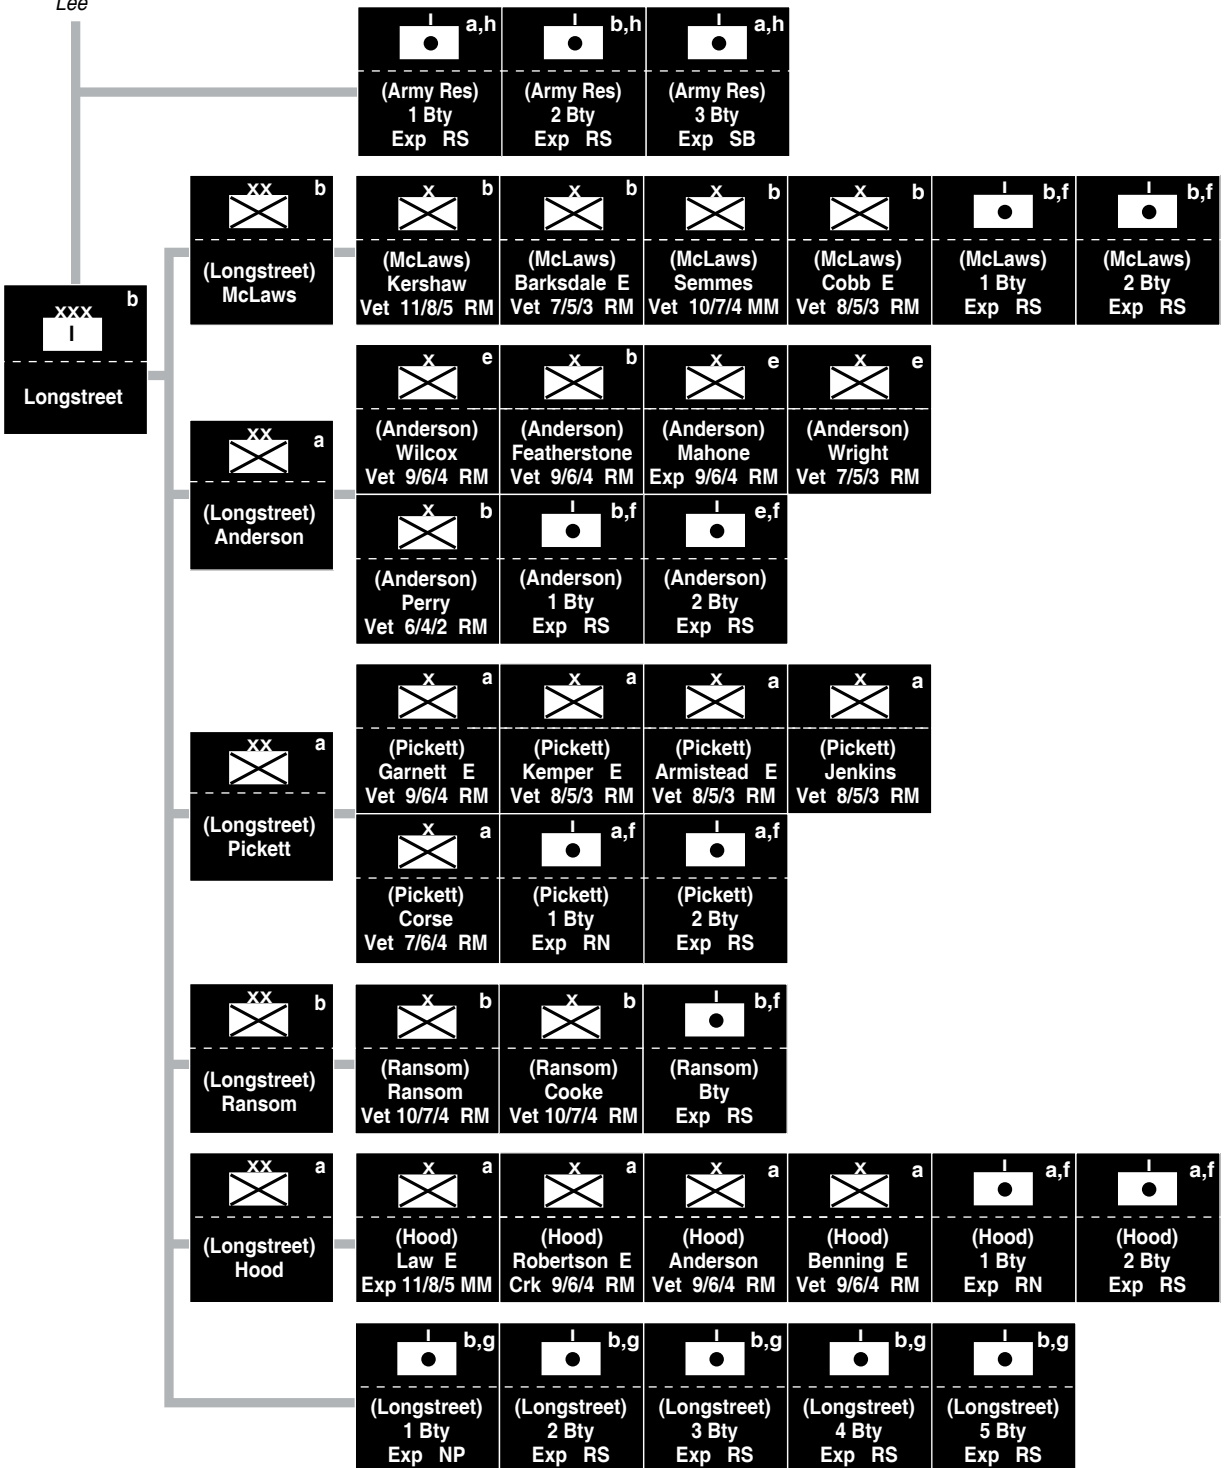 Lee
I a,h
(Army Res)
1 Bty
Exp RS
I b,h
(Army Res)
2 Bty
Exp RS
I a,h
(Army Res)
3 Bty
Exp SB
b
XXX
I
Longstreet
XX b
(Longstreet)
McLaws
X b
(McLaws)
Kershaw
Vet 11/8/5 RM
X b
(McLaws)
Barksdale E
Vet 7/5/3 RM
X b
(McLaws)
Semmes
Vet 10/7/4 MM
X b
(McLaws)
Cobb E
Vet 8/5/3 RM
I b,f
(McLaws)
1 Bty
Exp RS
I b,f
(McLaws)
2 Bty
Exp RS
XX a
(Longstreet)
Anderson
X e
(Anderson)
Wilcox
Vet 9/6/4 RM
X b
(Anderson)
Featherstone
Vet 9/6/4 RM
X e
(Anderson)
Mahone
Exp 9/6/4 RM
X e
(Anderson)
Wright
Vet 7/5/3 RM
X b
(Anderson)
Perry
Vet 6/4/2 RM
I b,f
(Anderson)
1 Bty
Exp RS
I e,f
(Anderson)
2 Bty
Exp RS
XX a
(Longstreet)
Pickett
X a
(Pickett)
Garnett E
Vet 9/6/4 RM
X a
(Pickett)
Kemper E
Vet 8/5/3 RM
X a
(Pickett)
Armistead E
Vet 8/5/3 RM
X a
(Pickett)
Jenkins
Vet 8/5/3 RM
X a
(Pickett)
Corse
Vet 7/6/4 RM
I a,f
(Pickett)
1 Bty
Exp RN
I a,f
(Pickett)
2 Bty
Exp RS
XX b
(Longstreet)
Ransom
X b
(Ransom)
Ransom
Vet 10/7/4 RM
X b
(Ransom)
Cooke
Vet 10/7/4 RM
I b,f
(Ransom)
Bty
Exp RS
XX a
(Longstreet)
Hood
X a
(Hood)
Law E
Exp 11/8/5 MM
X a
(Hood)
Robertson E
Crk 9/6/4 RM
X a
(Hood)
Anderson
Vet 9/6/4 RM
X a
(Hood)
Benning E
Vet 9/6/4 RM
I a,f
(Hood)
1 Bty
Exp RN
I a,f
(Hood)
2 Bty
Exp RS
I b,g
(Longstreet)
1 Bty
Exp NP
I b,g
(Longstreet)
2 Bty
Exp RS
I b,g
(Longstreet)
3 Bty
Exp RS
I b,g
(Longstreet)
4 Bty
Exp RS
I b,g
(Longstreet)
5 Bty
Exp RS